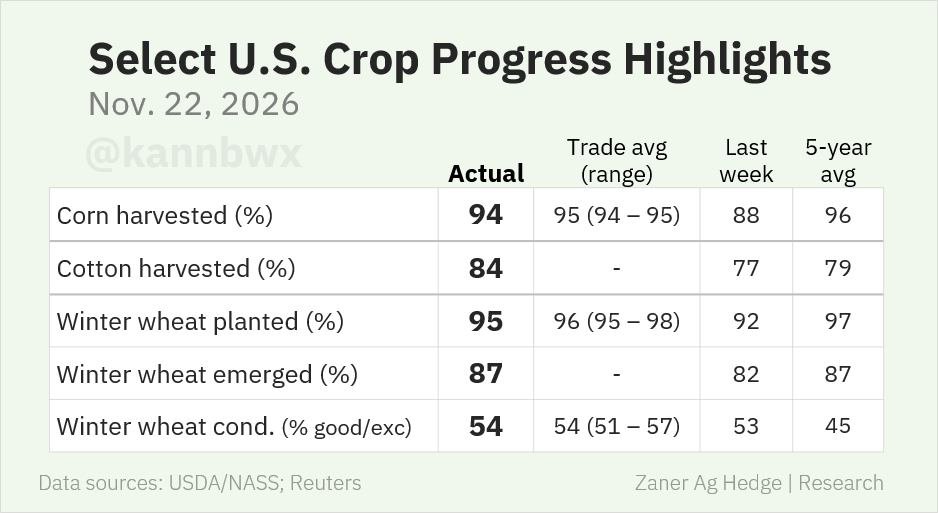 Select U.S. Crop Progress Highlights
Nov. 22, 2026
@kannbwx
Actual Trade avg (range) Last week 5-year avg
Corn harvested (%) 94 95 (94 – 95) 88 96
Cotton harvested (%) 84 - 77 79
Winter wheat planted (%) 95 96 (95 – 98) 92 97
Winter wheat emerged (%) 87 - 82 87
Winter wheat cond. (% good/exc) 54 54 (51 – 57) 53 45
Data sources: USDA/NASS; Reuters
Zaner Ag Hedge | Research